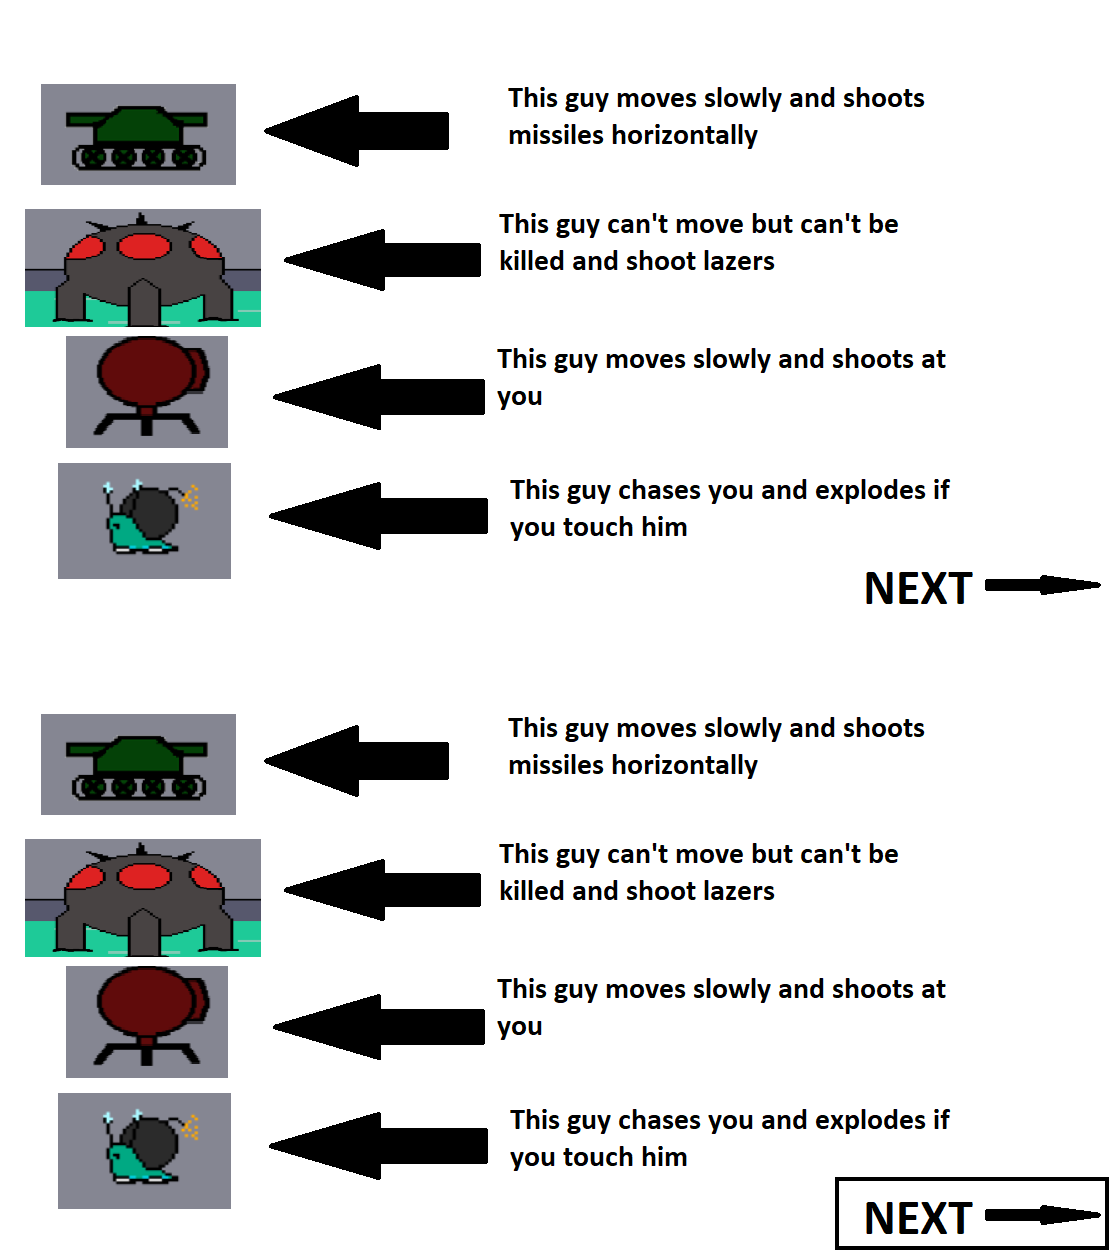 This guy moves slowly and shoots
missiles horizontally
This guy can't move but can't be
killed and shoot lazers
This guy moves slowly and shoots at
you
This guy chases you and explodes if
you touch him
NEXT
This guy moves slowly and shoots
missiles horizontally
This guy can't move but can't be
killed and shoot lazers
This guy moves slowly and shoots at
you
This guy chases you and explodes if
you touch him
NEXT